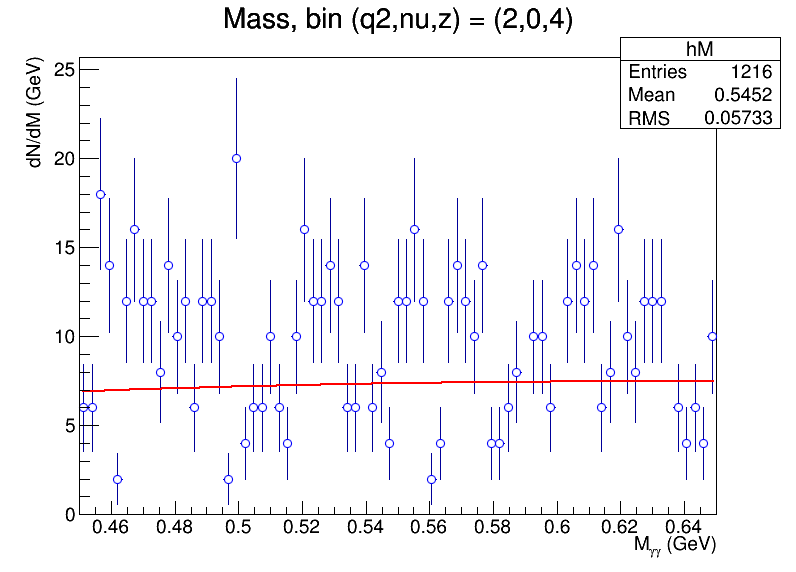 Mass, bin (q2,nu,z) = (2,0,4)
hM
Entries 1216
Mean 0.5452
RMS 0.05733
dN/dM (GeV)
25
20
15
10
5
0
0.46 0.48 0.5 0.52 0.54 0.56 0.58 0.6 0.62 0.64
Mγγ (GeV)